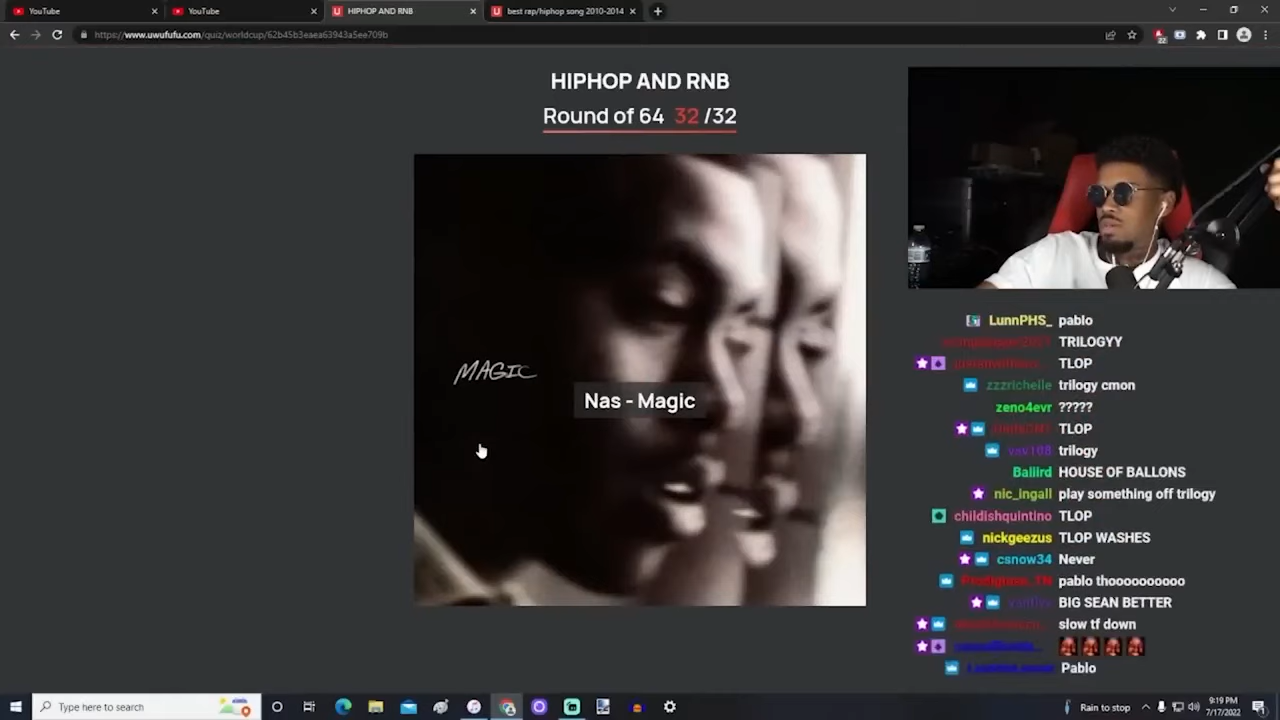 YouTube
YouTube
HIPHOP AND RNB
best rap/hiphop song 2010-2014
https://www.uwufufu.com/quiz/worldcup/62b45b3eaea63943a5ee709b
22
HIPHOP AND RNB
Round of 64 32 /32
MAGIC
Nas - Magic
LunnPHS_ pablo
TRILOGYY
TLOP
zzzrichelle trilogy cmon
zeno4evr ?????
TLOP
trilogy
Ballrd HOUSE OF BALLONS
nic_ingall play something off trilogy
childishquintino TLOP
nickgeezus TLOP WASHES
csnow34 Never
pablo thoooooooooo
BIG SEAN BETTER
slow tf down
Pablo
Type here to search
Rain to stop
9:19 PM
7/17/2022
1